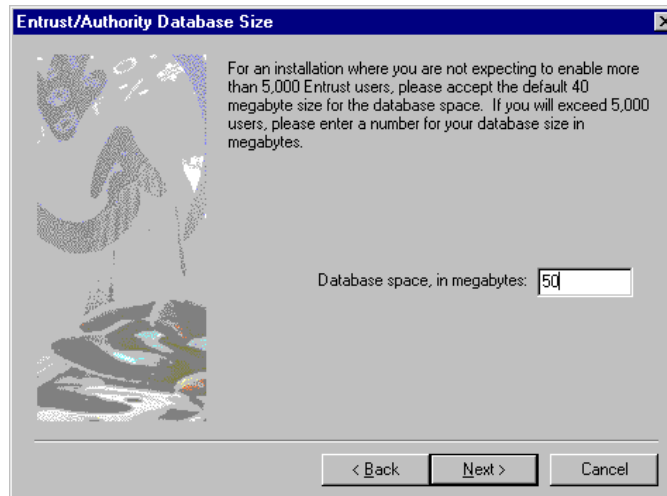 Entrust/Authority Database Size
For an installation where you are not expecting to enable more
than 5,000 Entrust users, please accept the default 40
megabyte size for the database space.  If you will exceed 5,000
users, please enter a number for your database size in
megabytes.
Database space, in megabytes: 50
< Back Next > Cancel